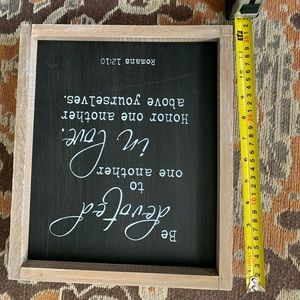 Be
devoted
to
one another
in love.
Honor one another
above yourselves.
Romans 12:10